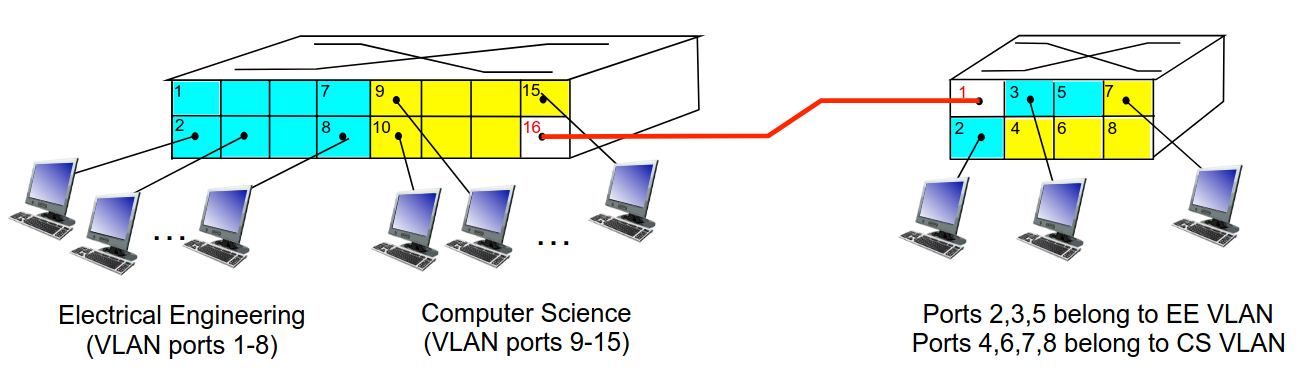 1 7 9 15
2 8 10 16
1 3 5 7
2 4 6 8
... ...
Electrical Engineering
(VLAN ports 1-8)
Computer Science
(VLAN ports 9-15)
Ports 2,3,5 belong to EE VLAN
Ports 4,6,7,8 belong to CS VLAN